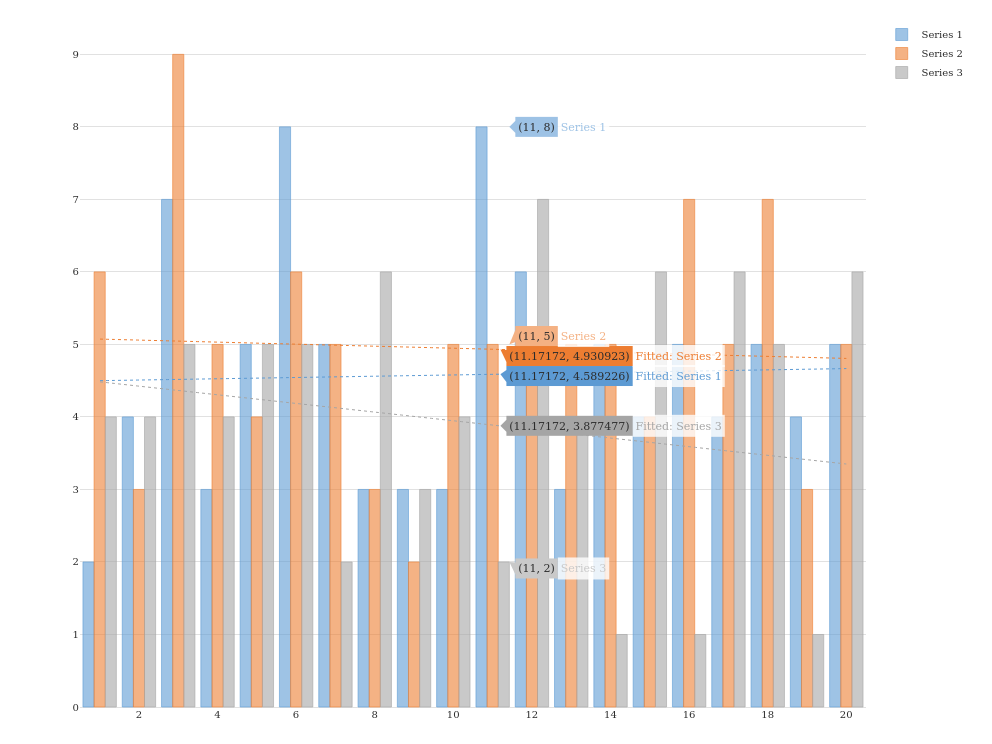 Series 1
Series 2
Series 3
9
8
7
6
5
4
3
2
1
0
(11, 8) Series 1
(11, 5) Series 2
(11.17172, 4.930923) Fitted: Series 2
(11.17172, 4.589226) Fitted: Series 1
(11.17172, 3.877477) Fitted: Series 3
(11, 2) Series 3
2 4 6 8 10 12 14 16 18 20